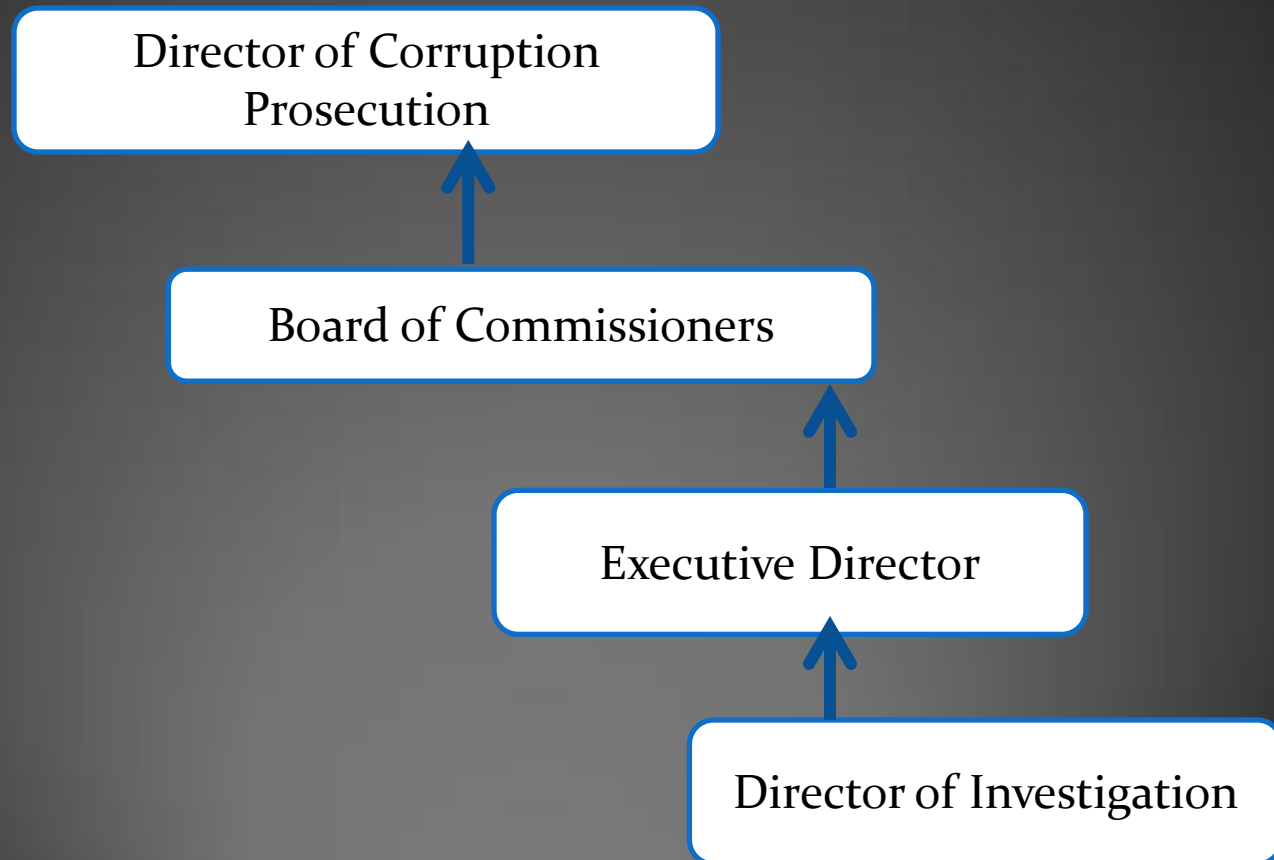 Director of Corruption
Prosecution
Board of Commissioners
Executive Director
Director of Investigation